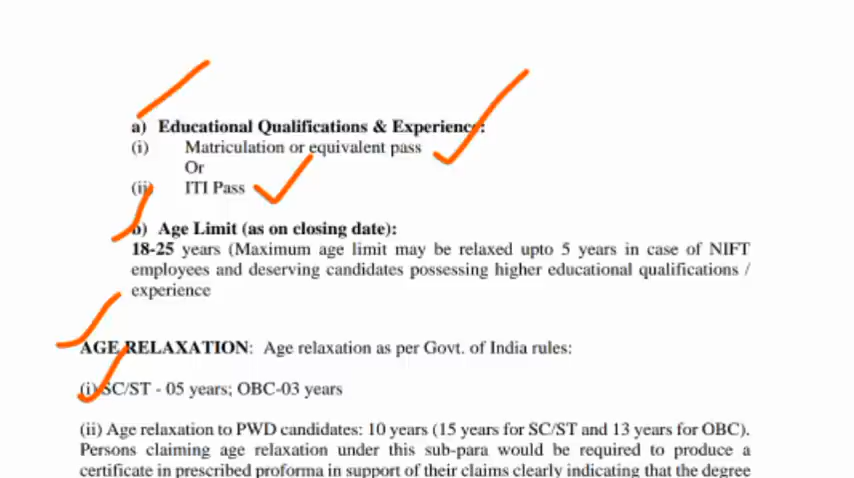 a) Educational Qualifications & Experience:
(i) Matriculation or equivalent pass
Or
(ii) ITI Pass
b) Age Limit (as on closing date):
18-25 years (Maximum age limit may be relaxed upto 5 years in case of NIFT
employees and deserving candidates possessing higher educational qualifications /
experience
AGE RELAXATION: Age relaxation as per Govt. of India rules:
(i) SC/ST - 05 years; OBC-03 years
(ii) Age relaxation to PWD candidates: 10 years (15 years for SC/ST and 13 years for OBC).
Persons claiming age relaxation under this sub-para would be required to produce a
certificate in prescribed proforma in support of their claims clearly indicating that the degree